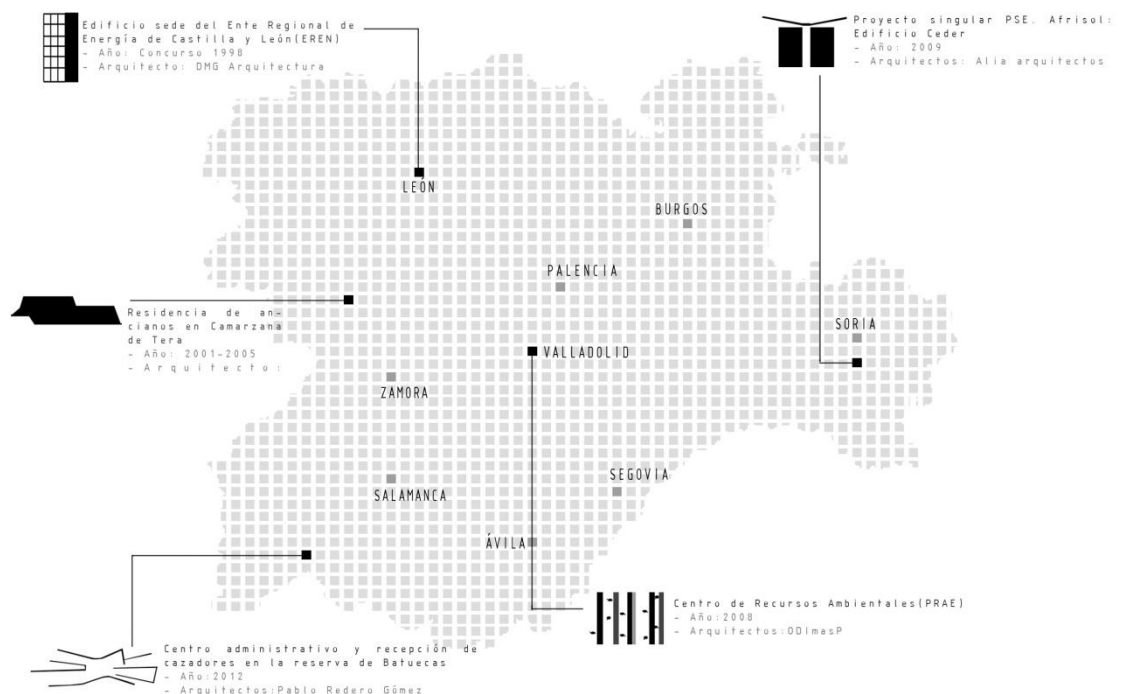 Edificio sede del Ente Regional de
Energía de Castilla y León(EREN)
- Año: Concurso 1998
- Arquitecto: DMG Arquitectura
Proyecto singular PSE. Afrisol:
Edificio Ceder
- Año: 2009
- Arquitectos: Alia arquitectos
LEÓN
BURGOS
PALENCIA
Residencia de an-
cianos en Camarzana
de Tera
- Año: 2001-2005
- Arquitecto:
SORIA
VALLADOLID
ZAMORA
SEGOVIA
SALAMANCA
ÁVILA
Centro de Recursos Ambientales(PRAE)
- Año:2008
- Arquitectos:ODImasP
Centro administrativo y recepción de
cazadores en la reserva de Batuecas
- Año:2012
- Arquitectos:Pablo Redero Gómez